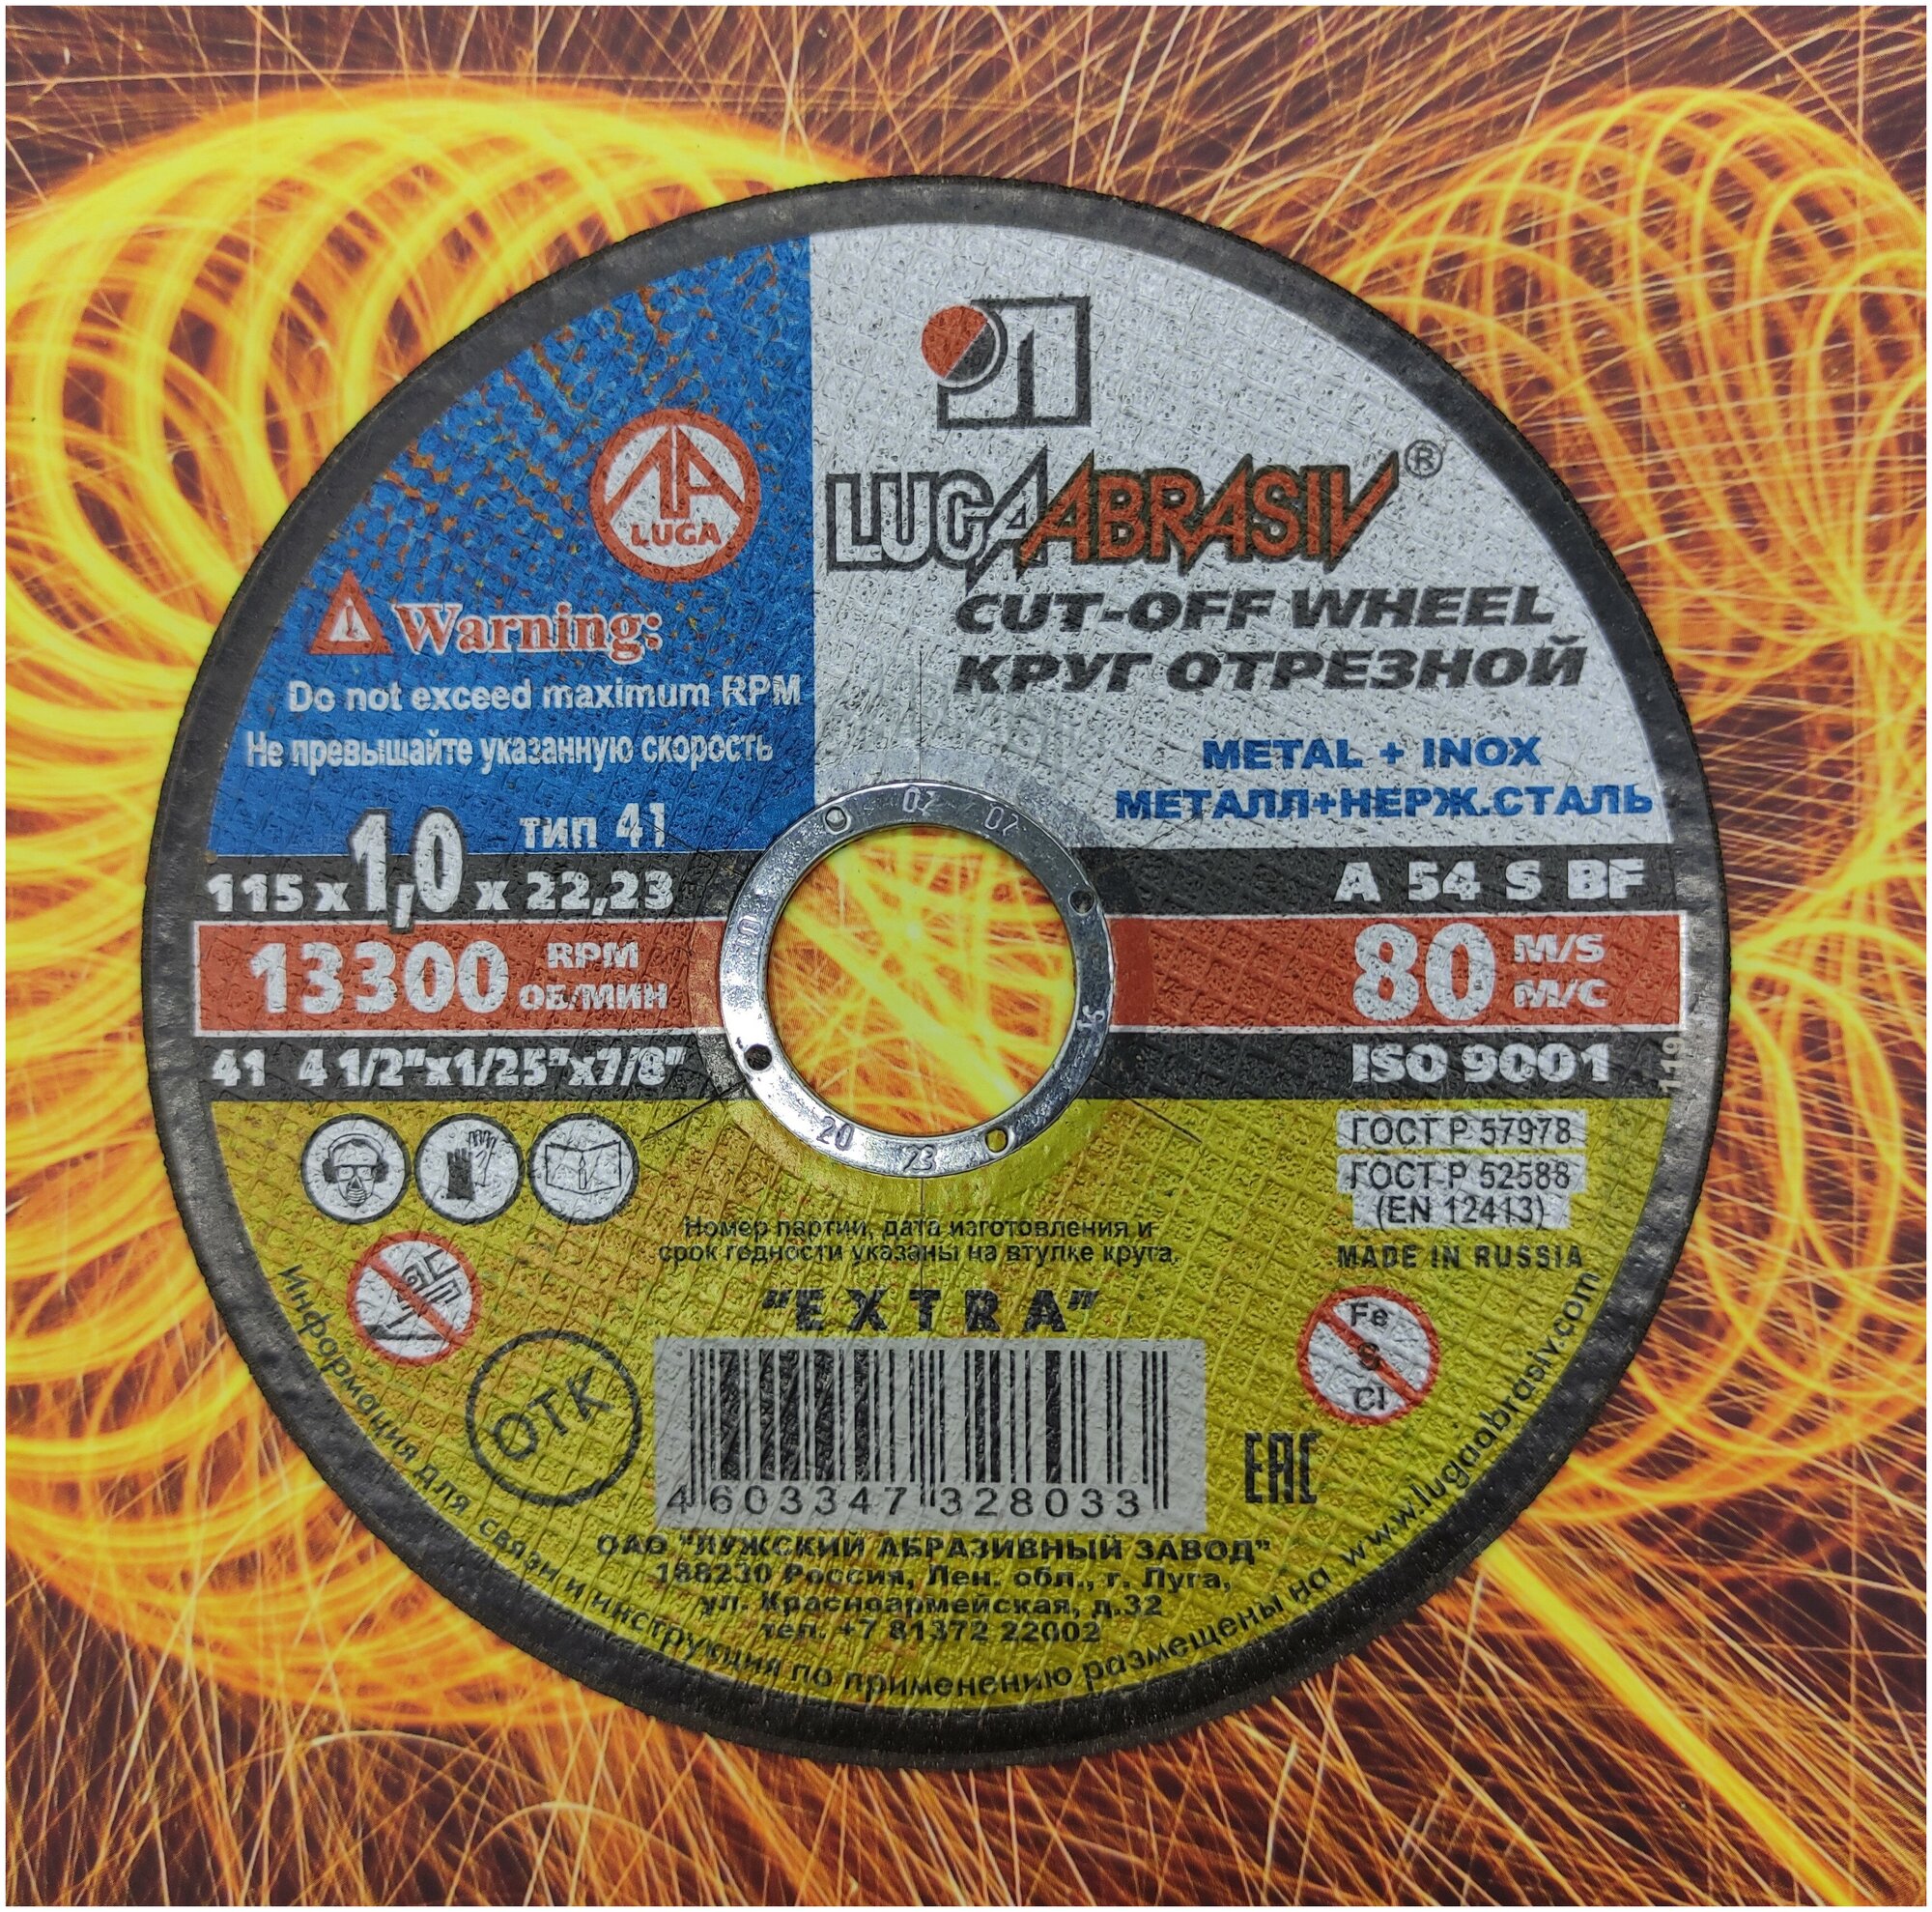 LUGAABRASIV®
LUGA
CUT-OFF WHEEL
КРУГ ОТРЕЗНОЙ
Warning:
Do not exceed maximum RPM
Не превышайте указанную скорость
METAL + INOX
МЕТАЛЛ+НЕРЖ.СТАЛЬ
тип 41
115 x 1,0 x 22,23
A 54 S BF
13300 RPM
ОБ/МИН
80 M/S
М/С
41 4 1/2"x1/25"x7/8"
ISO 9001
119
ГОСТ Р 57978
ГОСТ Р 52588
(EN 12413)
MADE IN RUSSIA
Номер партии, дата изготовления и
срок годности указаны на втулке круга.
"EXTRA"
Fe
S
Cl
ОТК
EAC
4 603347 328033
ОАО "ЛУЖСКИЙ АБРАЗИВНЫЙ ЗАВОД"
188230 Россия, Лен. обл., г. Луга,
ул. Красноармейская, д.32
тел. +7 81372 22002
Информация для связи и инструкция по применению размещены на www.lugaabrasiv.com